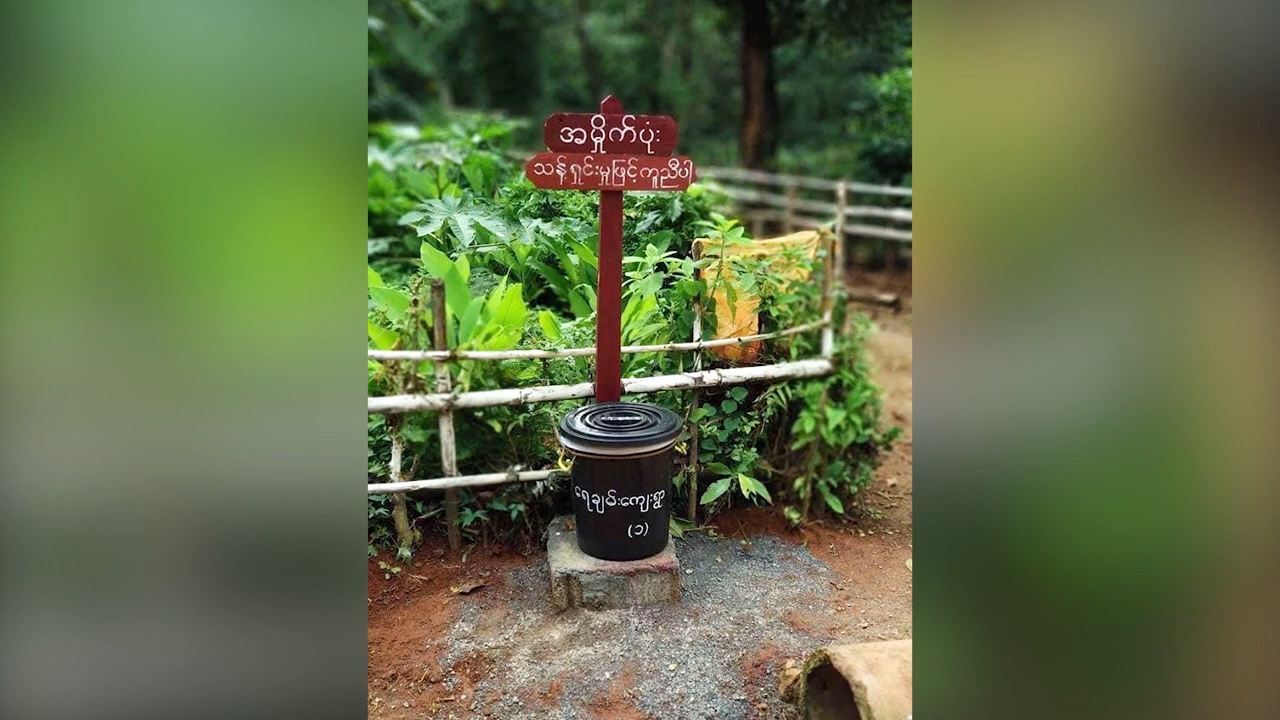 အမှိုက်ပုံး
သန့်ရှင်းမှုဖြင့်ကူညီပါ
ရေချမ်းကျေးရွာ
(၁)